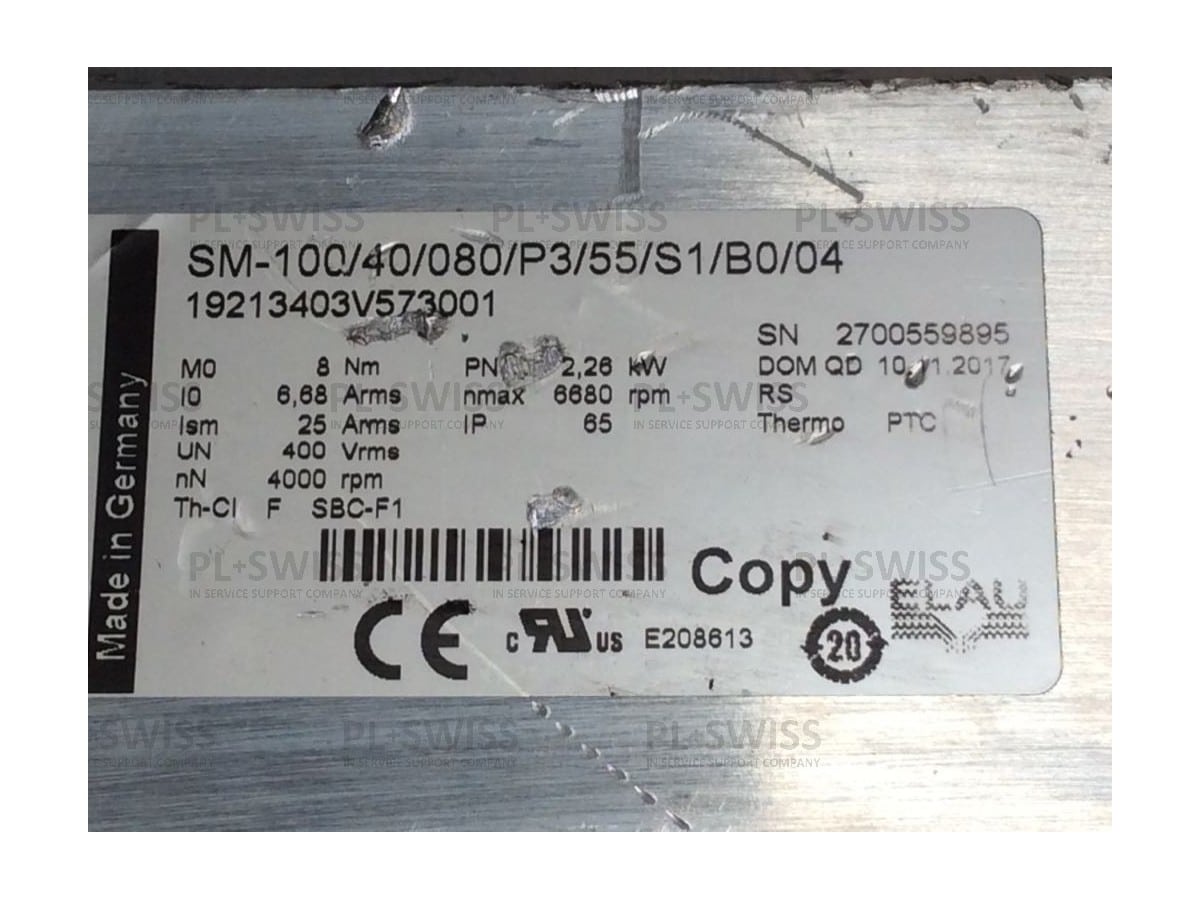 SM-100/40/080/P3/55/S1/B0/04
19213403V573001
SN 2700559895
M0 8 Nm PN 2,26 kW DOM QD 10.11.2017
I0 6,68 Arms nmax 6680 rpm RS
Ism 25 Arms IP 65 Thermo PTC
UN 400 Vrms
nN 4000 rpm
Th-Cl F SBC-F1
Made in Germany
Copy
CE c RU US E208613 20 ELAU
PL+SWISS
IN SERVICE SUPPORT COMPANY